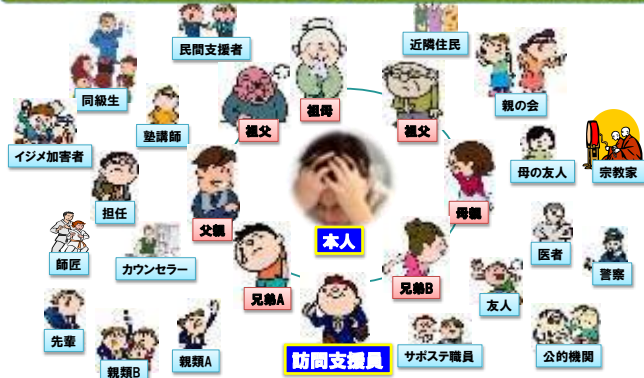 民間支援者
近隣住民
同級生
祖母
親の会
塾講師
祖父
祖父
イジメ加害者
母の友人
宗教家
担任
父親
母親
本人
師匠
カウンセラー
医者
警察
兄弟A
兄弟B
友人
先輩
親類B
親類A
訪問支援員
サポステ職員
公的機関